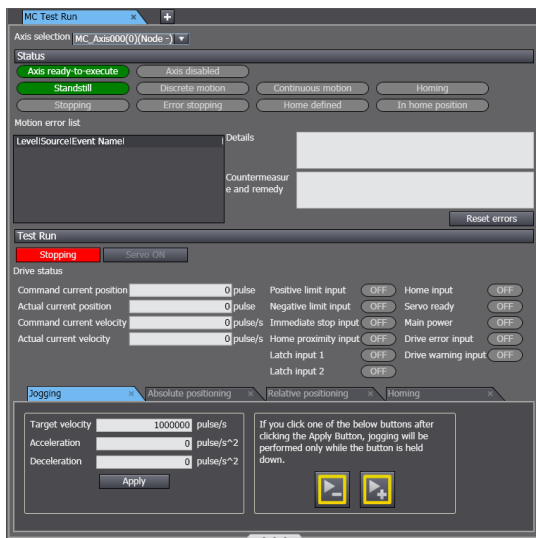 MC Test Run × +
Axis selection MC_Axis000(0)(Node -) ▼
Status
Axis ready-to-execute Axis disabled
Standstill Discrete motion Continuous motion Homing
Stopping Error stopping Home defined In home position
Motion error list
Level|Source|Event Name| | Details
Countermeasur
e and remedy
Reset errors
Test Run
Stopping Servo ON
Drive status
Command current position 0 pulse Positive limit input OFF Home input OFF
Actual current position 0 pulse Negative limit input OFF Servo ready OFF
Command current velocity 0 pulse/s Immediate stop input OFF Main power OFF
Actual current velocity 0 pulse/s Home proximity input OFF Drive error input OFF
Latch input 1 OFF Drive warning input OFF
Latch input 2 OFF
Jogging × Absolute positioning × Relative positioning × Homing ×
Target velocity 1000000 pulse/s
Acceleration 0 pulse/s^2
Deceleration 0 pulse/s^2
Apply
If you click one of the below buttons after
clicking the Apply Button, jogging will be
performed only while the button is held
down.